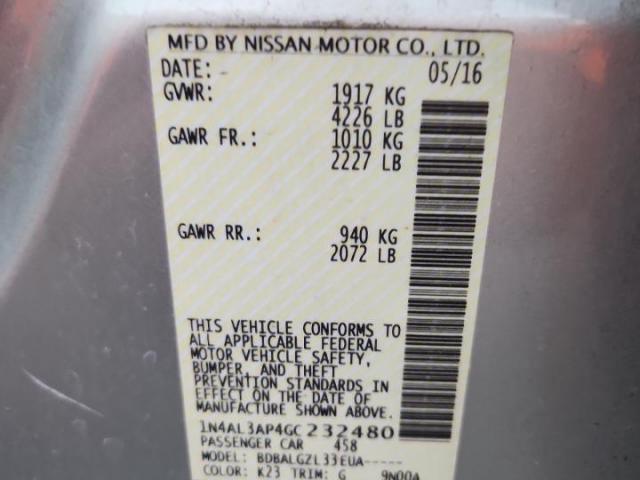 MFD BY NISSAN MOTOR CO., LTD.
DATE: 05/16
GVWR: 1917 KG
4226 LB
GAWR FR.: 1010 KG
2227 LB
GAWR RR.: 940 KG
2072 LB
THIS VEHICLE CONFORMS TO
ALL APPLICABLE FEDERAL
MOTOR VEHICLE SAFETY,
BUMPER, AND THEFT
PREVENTION STANDARDS IN
EFFECT ON THE DATE OF
MANUFACTURE SHOWN ABOVE.
1N4AL3AP4GC232480
PASSENGER CAR 458
MODEL: BDBALGZL33EUA-----
COLOR: K23 TRIM: G 9N00A